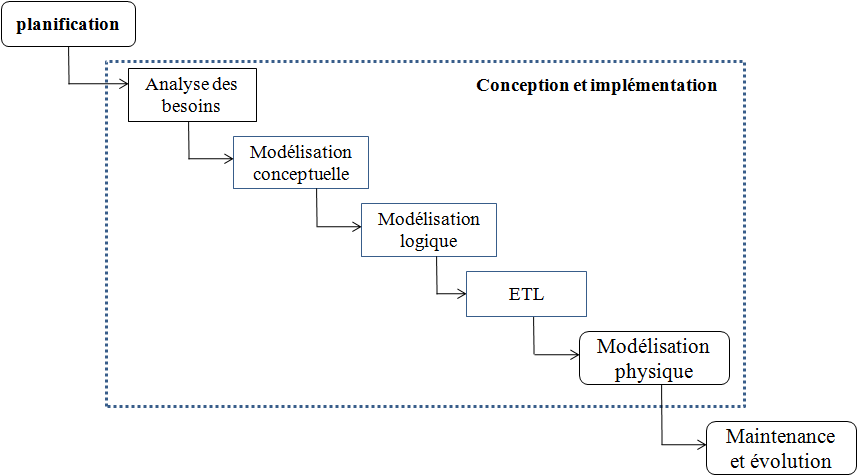 planification
Conception et implémentation
Analyse des
besoins
Modélisation
conceptuelle
Modélisation
logique
ETL
Modélisation
physique
Maintenance
et évolution